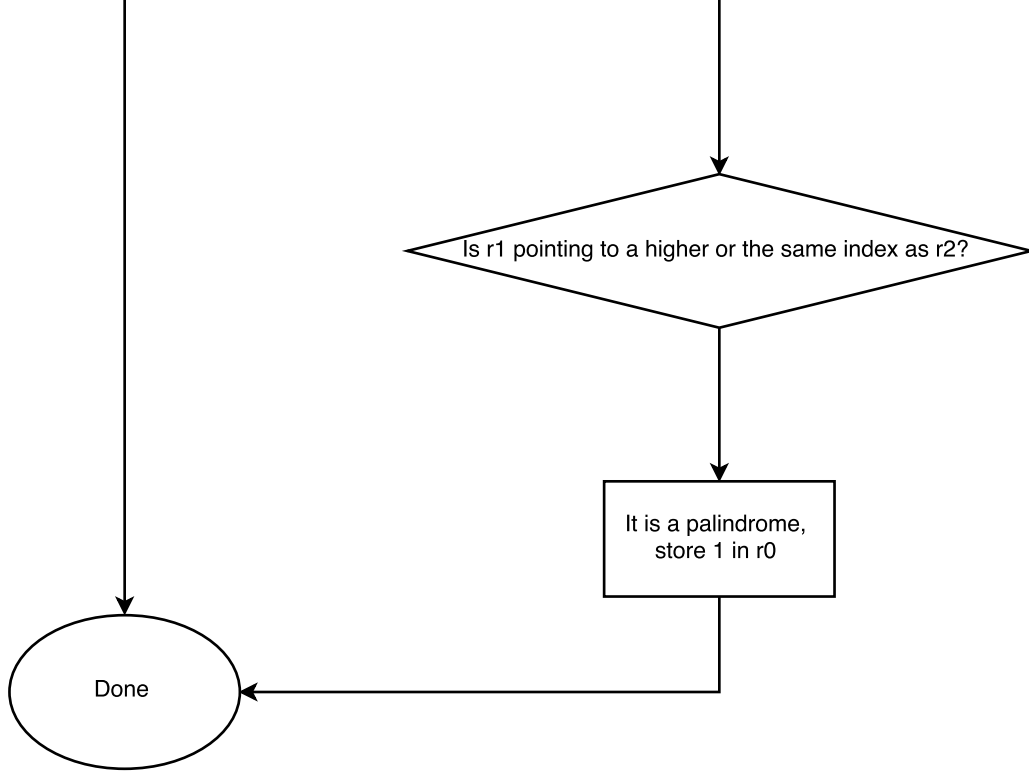 Is r1 pointing to a higher or the same index as r2?
It is a palindrome,
store 1 in r0
Done